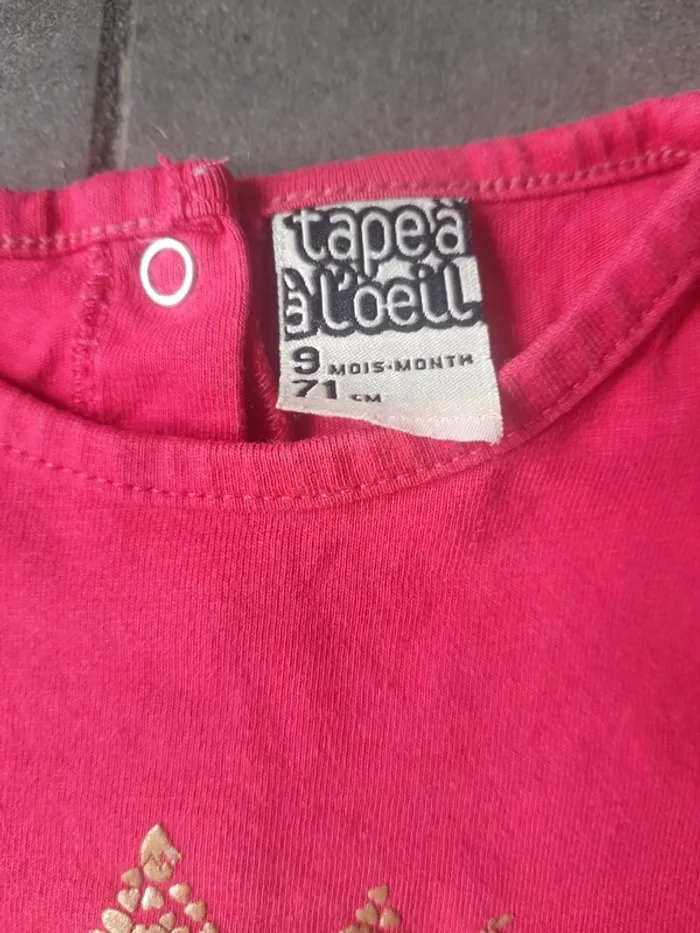 tapeà
à l'oeil
9 MOIS-MONTH
71 CM